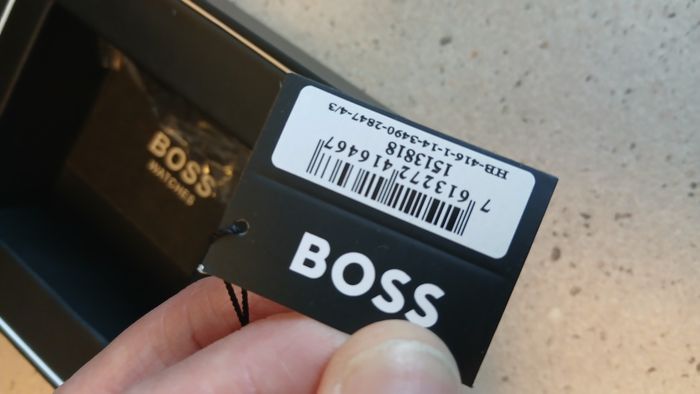 BOSS
WATCHES
HB-416-1-14-3490-2847-4/3
1513818
7 613272 416467
BOSS